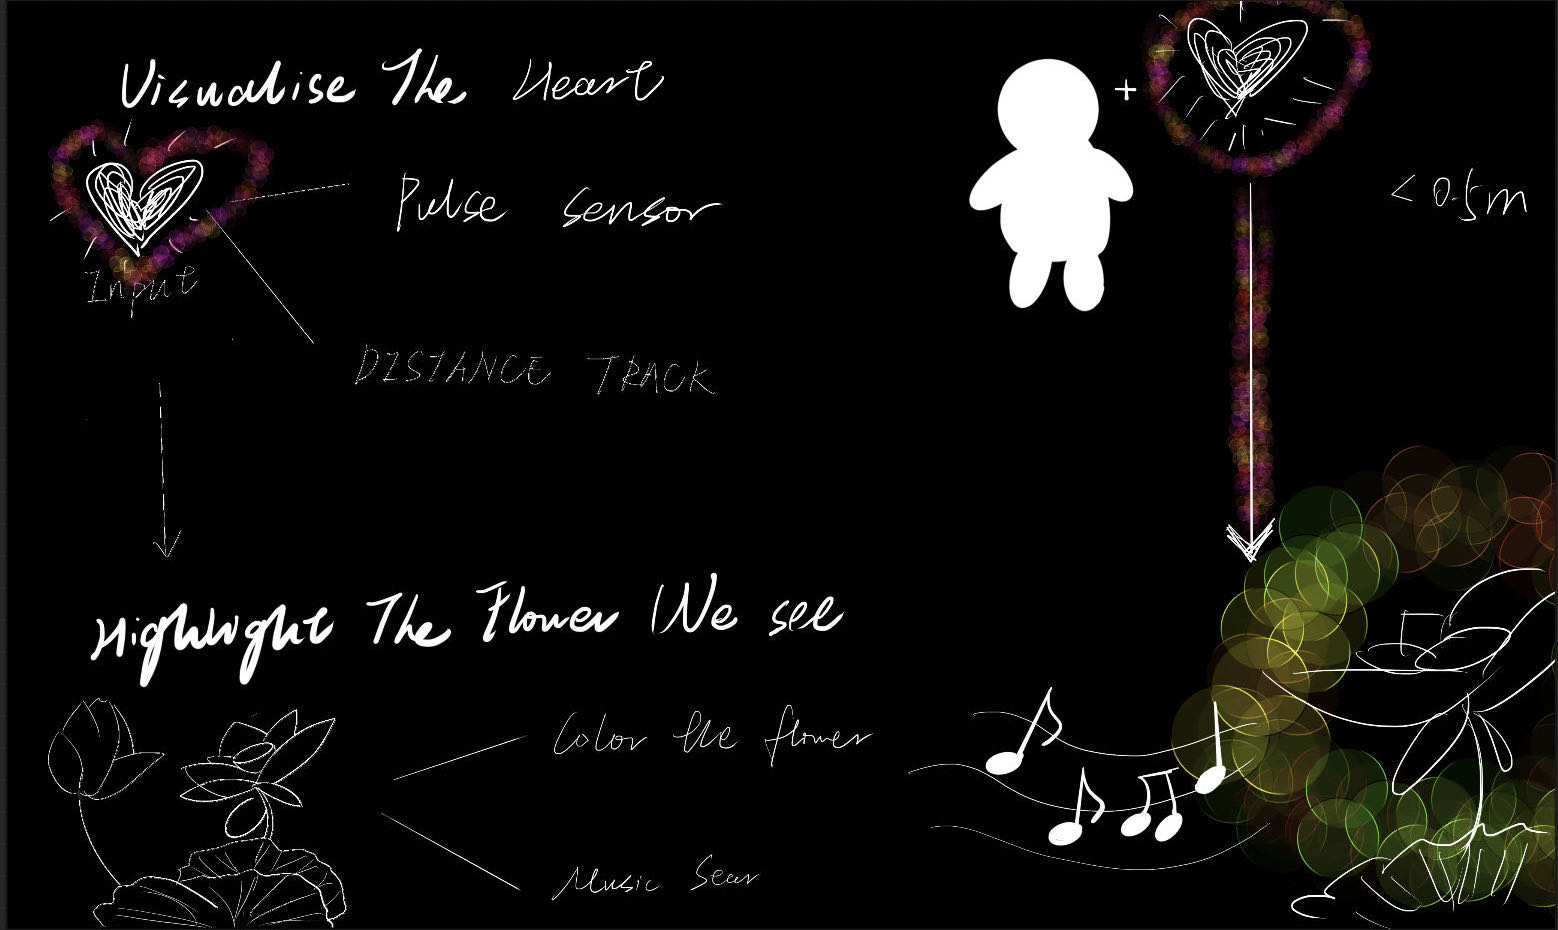 Visualise The Heart
Pulse sensor
Input
DISTANCE TRACK
Highlight The Flower We see
Color the flower
Music
+
< 0.5m